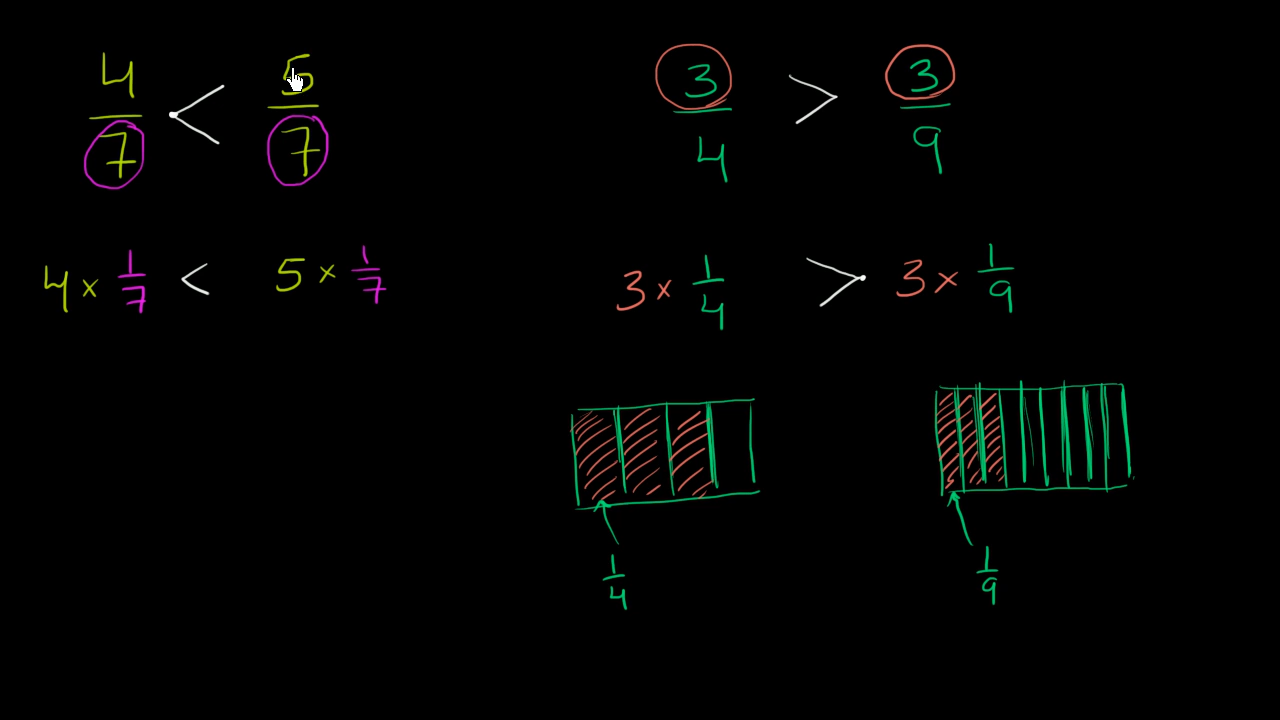 4/7 < 5/7
3/4 > 3/9
4 × 1/7 < 5 × 1/7
3 × 1/4 > 3 × 1/9
1/4
1/9